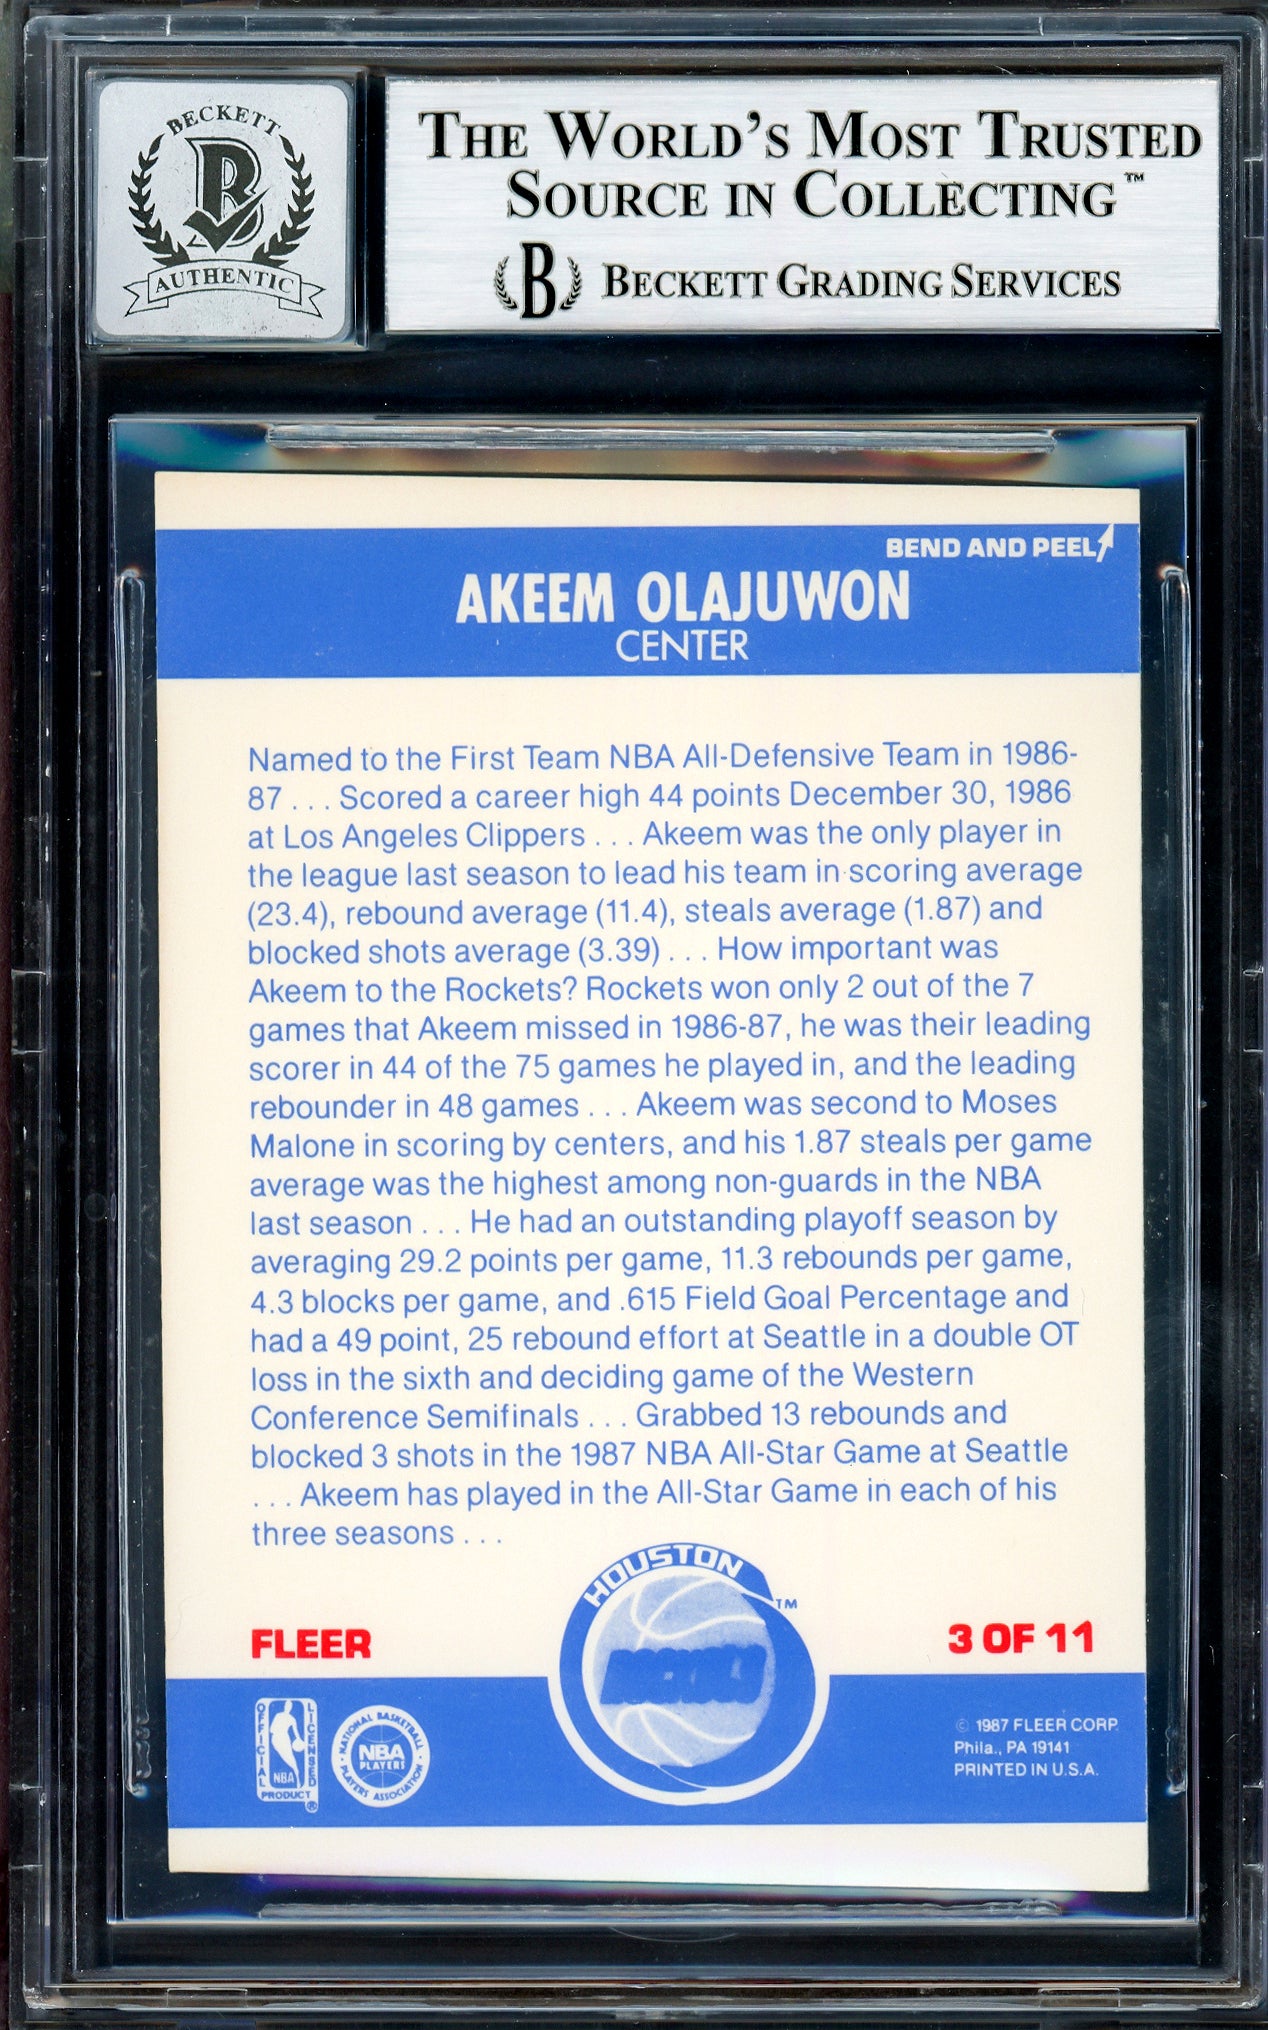 BECKETT
AUTHENTIC
THE WORLD'S MOST TRUSTED
SOURCE IN COLLECTING™
B BECKETT GRADING SERVICES
BEND AND PEEL
AKEEM OLAJUWON
CENTER
Named to the First Team NBA All-Defensive Team in 1986-
87 . . . Scored a career high 44 points December 30, 1986
at Los Angeles Clippers . . . Akeem was the only player in
the league last season to lead his team in scoring average
(23.4), rebound average (11.4), steals average (1.87) and
blocked shots average (3.39) . . . How important was
Akeem to the Rockets? Rockets won only 2 out of the 7
games that Akeem missed in 1986-87, he was their leading
scorer in 44 of the 75 games he played in, and the leading
rebounder in 48 games . . . Akeem was second to Moses
Malone in scoring by centers, and his 1.87 steals per game
average was the highest among non-guards in the NBA
last season . . . He had an outstanding playoff season by
averaging 29.2 points per game, 11.3 rebounds per game,
4.3 blocks per game, and .615 Field Goal Percentage and
had a 49 point, 25 rebound effort at Seattle in a double OT
loss in the sixth and deciding game of the Western
Conference Semifinals . . . Grabbed 13 rebounds and
blocked 3 shots in the 1987 NBA All-Star Game at Seattle
. . . Akeem has played in the All-Star Game in each of his
three seasons . . .
HOUSTON
TM
FLEER
3 OF 11
OFFICIAL LICENSED
NBA
PRODUCT ®
NATIONAL BASKETBALL
NBA
PLAYERS
PLAYERS ASSOCIATION
© 1987 FLEER CORP.
Phila., PA 19141
PRINTED IN U.S.A.